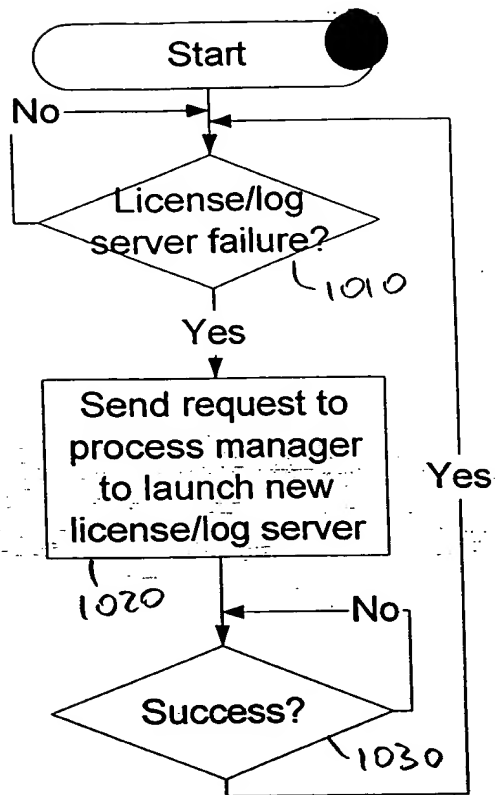 Start
No
License/log
server failure?
1010
Yes
Send request to
process manager
to launch new
license/log server
Yes
1020
No
Success?
1030